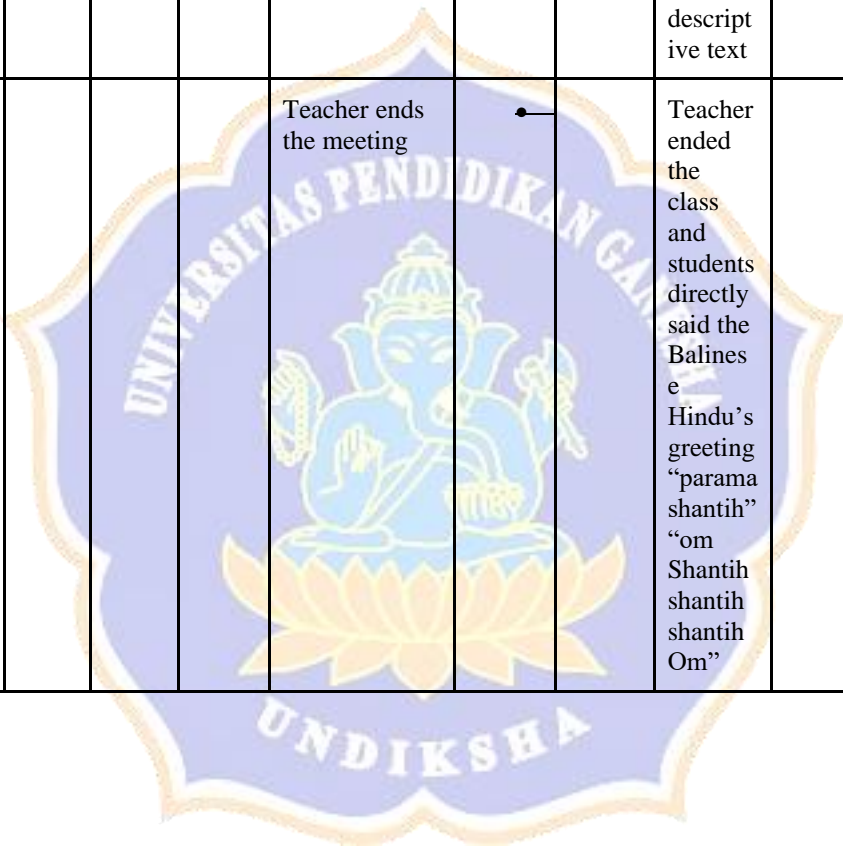 descript
ive text
Teacher ends
the meeting
Teacher
ended
the
class
and
students
directly
said the
Balines
e
Hindu’s
greeting
“parama
shantih”
“om
Shantih
shantih
shantih
Om”
UNIVERSITAS PENDIDIKAN GANESHA
UNDIKSHA